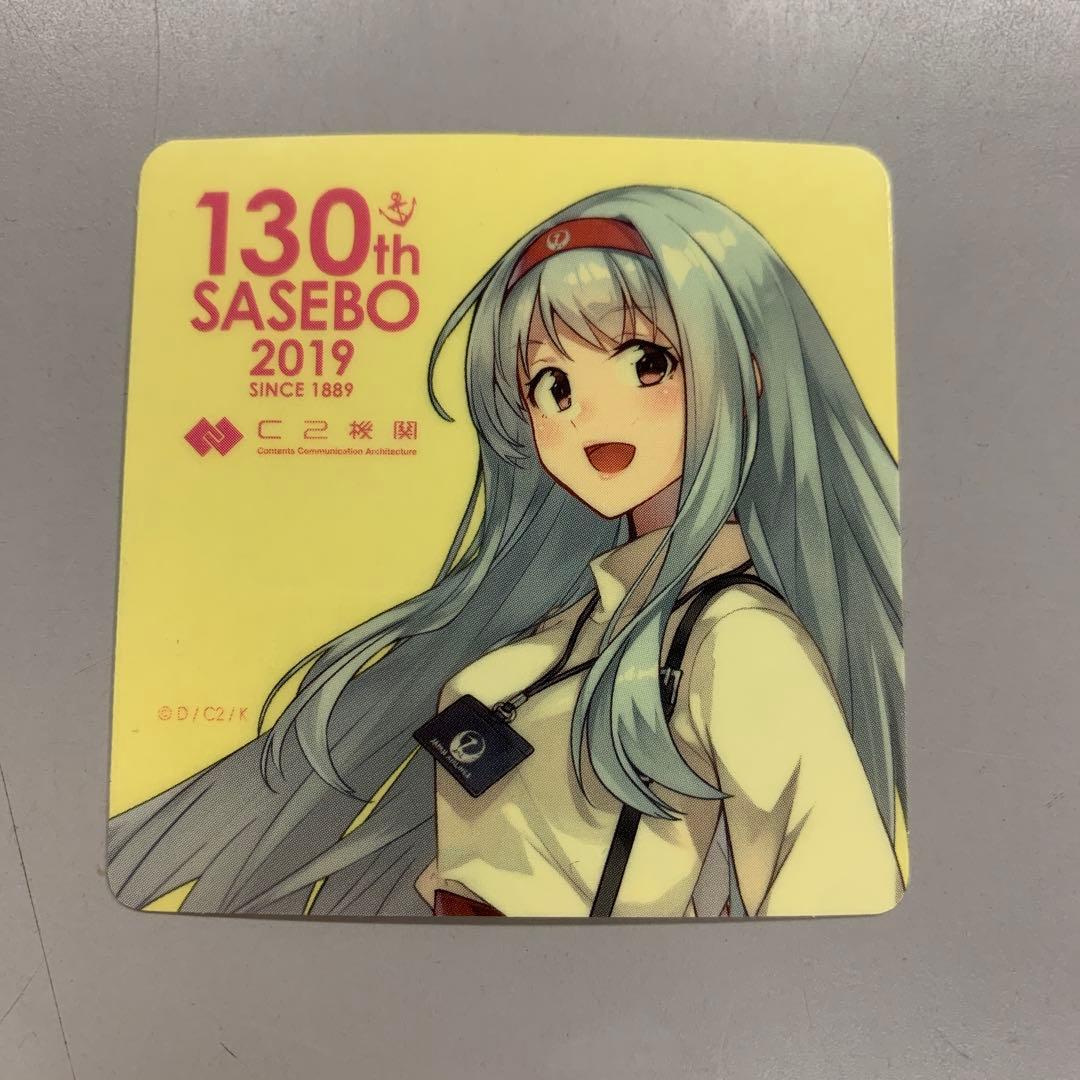 130th
SASEBO
2019
SINCE 1889
C2機関
Contents Communication Architecture
©D/C2/K